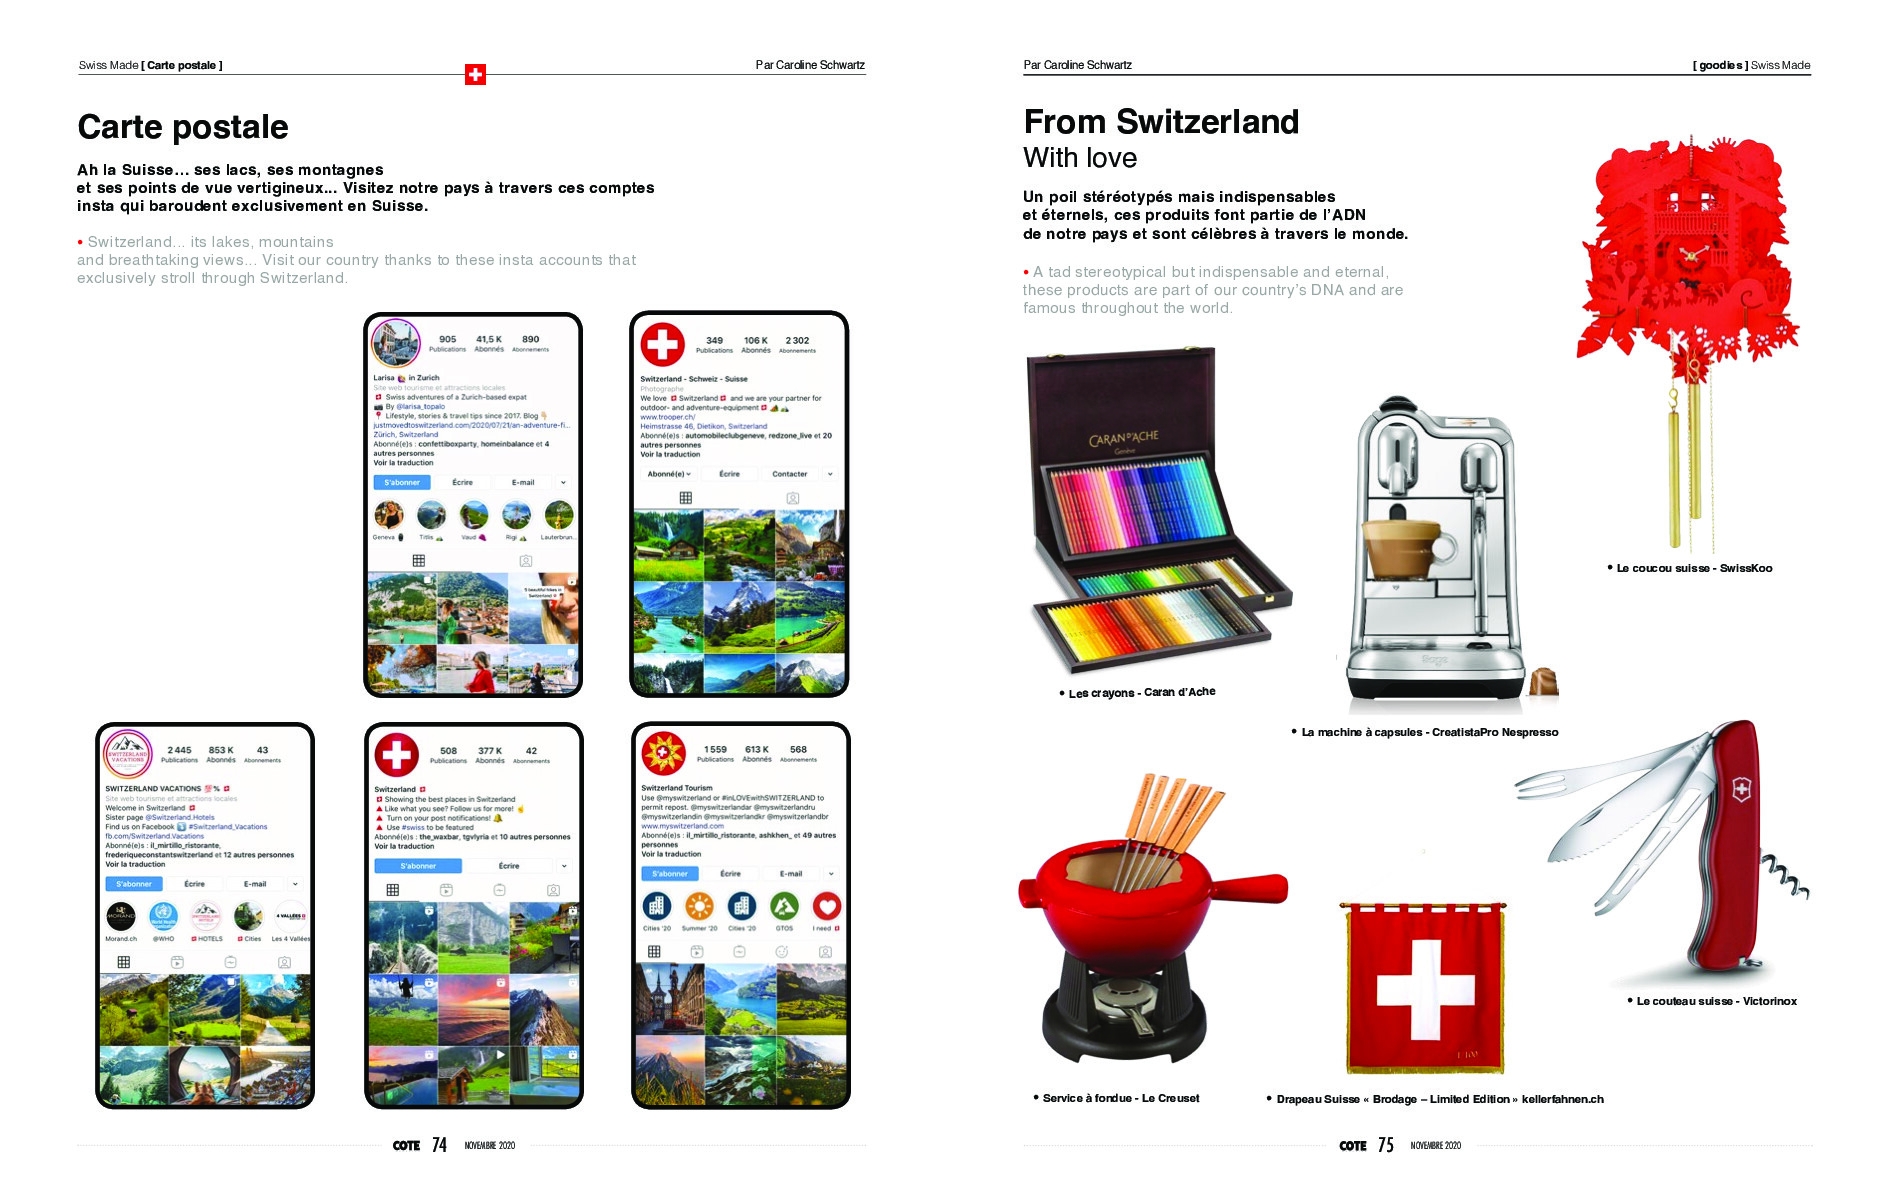 Swiss Made [ Carte postale ]
Par Caroline Schwartz
Carte postale
Ah la Suisse... ses lacs, ses montagnes
et ses points de vue vertigineux... Visitez notre pays à travers ces comptes
insta qui baroudent exclusivement en Suisse.
• Switzerland... its lakes, mountains
and breathtaking views... Visit our country thanks to these insta accounts that
exclusively stroll through Switzerland.
905 41,5 K 890
Publications Abonnés Abonnements
Larisa in Zurich
Site web tourisme et attractions locales
Swiss adventures of a Zurich-based expat
By @larisa_topalo
Lifestyle, stories & travel tips since 2017. Blog
justmovedtoswitzerland.com/2020/07/21/an-adventure-fi...
Zürich, Switzerland
Abonné(e)s : confettiboxparty, homeinbalance et 4
autres personnes
Voir la traduction
S'abonner Écrire E-mail
Geneva Titlis Vaud Rigi Lauterbrun...
5 beautiful hikes in
Switzerland
349 106 K 2 302
Publications Abonnés Abonnements
Switzerland - Schweiz - Suisse
Photographe
We love Switzerland and we are your partner for
outdoor- and adventure-equipment
www.trooper.ch/
Heimstrasse 46, Dietikon, Switzerland
Abonné(e)s : automobileclubgeneve, redzone_live et 20
autres personnes
Voir la traduction
Abonné(e) Écrire Contacter
SWITZERLAND
VACATIONS
2 445 853 K 43
Publications Abonnés Abonnements
SWITZERLAND VACATIONS 💯%
Site web tourisme et attractions locales
Welcome in Switzerland
Sister page @Switzerland.Hotels
Find us on Facebook #Switzerland_Vacations
fb.com/Switzerland.Vacations
Abonné(e)s : il_mirtillo_ristorante,
frederiqueconstantswitzerland et 12 autres personnes
Voir la traduction
S'abonner Écrire E-mail
MORAND
4 VALLÉES
Morand.ch @WHO HOTELS Cities Les 4 Vallées
508 377 K 42
Publications Abonnés Abonnements
Switzerland
Showing the best places in Switzerland
Like what you see? Follow us for more!
Turn on your post notifications!
Use #swiss to be featured
Abonné(e)s : the_waxbar, tgvlyria et 10 autres personnes
Voir la traduction
S'abonner Écrire
1 559 613 K 568
Publications Abonnés Abonnements
Switzerland Tourism
Use @myswitzerland or #inLOVEwithSWITZERLAND to
permit repost. @myswitzerlandar @myswitzerlandru
@myswitzerlandin @myswitzerlandkr @myswitzerlandbr
www.myswitzerland.com
Abonné(e)s : il_mirtillo_ristorante, ashkhen_ et 49 autres
personnes
Voir la traduction
S'abonner Écrire E-mail
Cities '20 Summer '20 Cities '20 GTOS I need
COTE 74 NOVEMBRE 2020
Par Caroline Schwartz
[ goodies ] Swiss Made
From Switzerland
With love
Un poil stéréotypés mais indispensables
et éternels, ces produits font partie de l'ADN
de notre pays et sont célèbres à travers le monde.
• A tad stereotypical but indispensable and eternal,
these products are part of our country's DNA and are
famous throughout the world.
CARAN D'ACHE
Genève
• Le coucou suisse - SwissKoo
• Les crayons - Caran d'Ache
• La machine à capsules - CreatistaPro Nespresso
• Le couteau suisse - Victorinox
• Service à fondue - Le Creuset
• Drapeau Suisse « Brodage – Limited Edition » kellerfahnen.ch
COTE 75 NOVEMBRE 2020